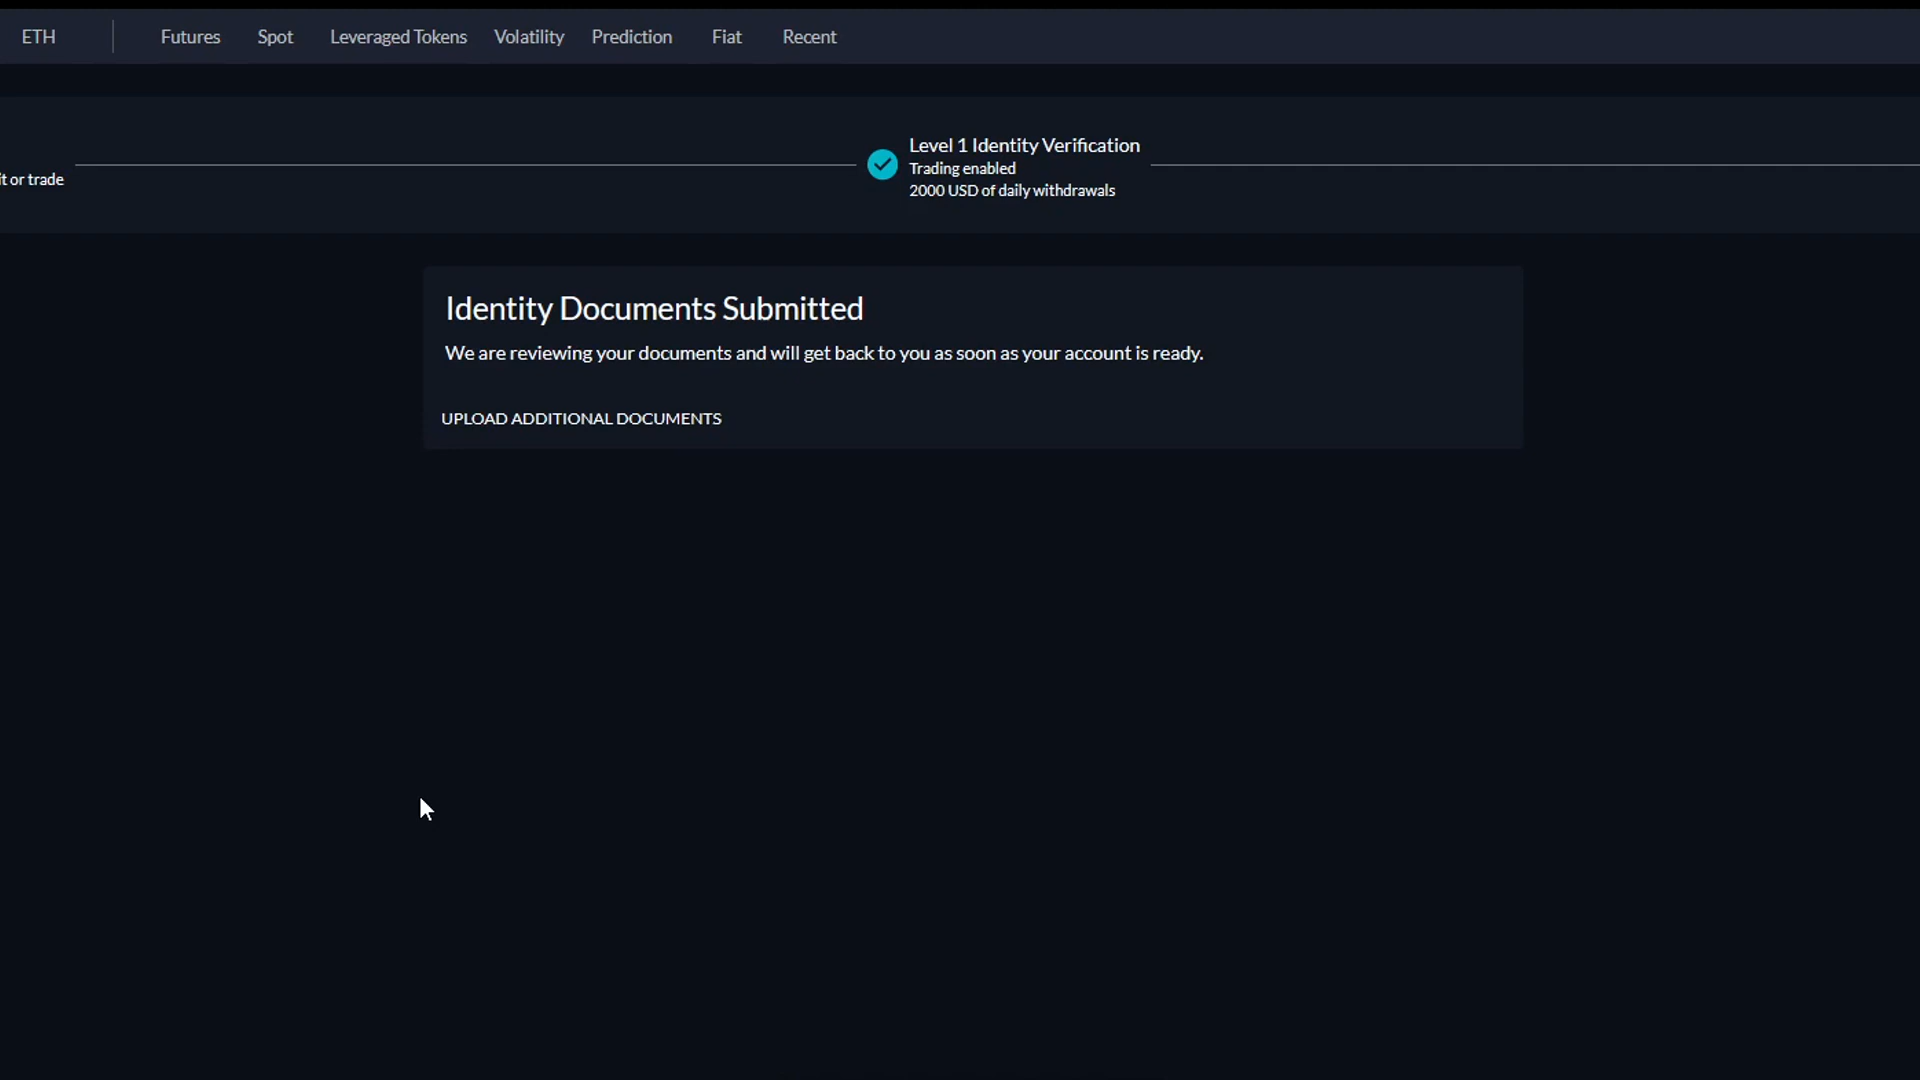 ETH Futures Spot Leveraged Tokens Volatility Prediction Fiat Recent
it or trade
Level 1 Identity Verification
Trading enabled
2000 USD of daily withdrawals
Identity Documents Submitted
We are reviewing your documents and will get back to you as soon as your account is ready.
UPLOAD ADDITIONAL DOCUMENTS